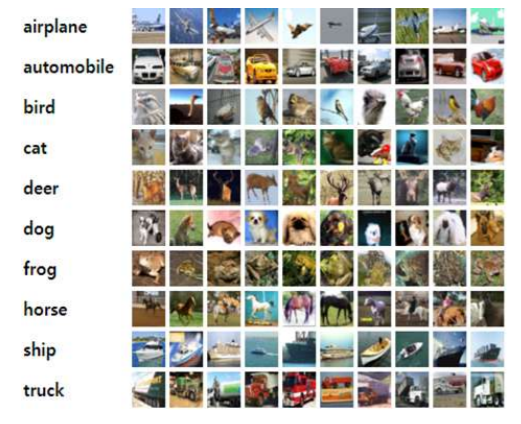 airplane
automobile
bird
cat
deer
dog
frog
horse
ship
truck